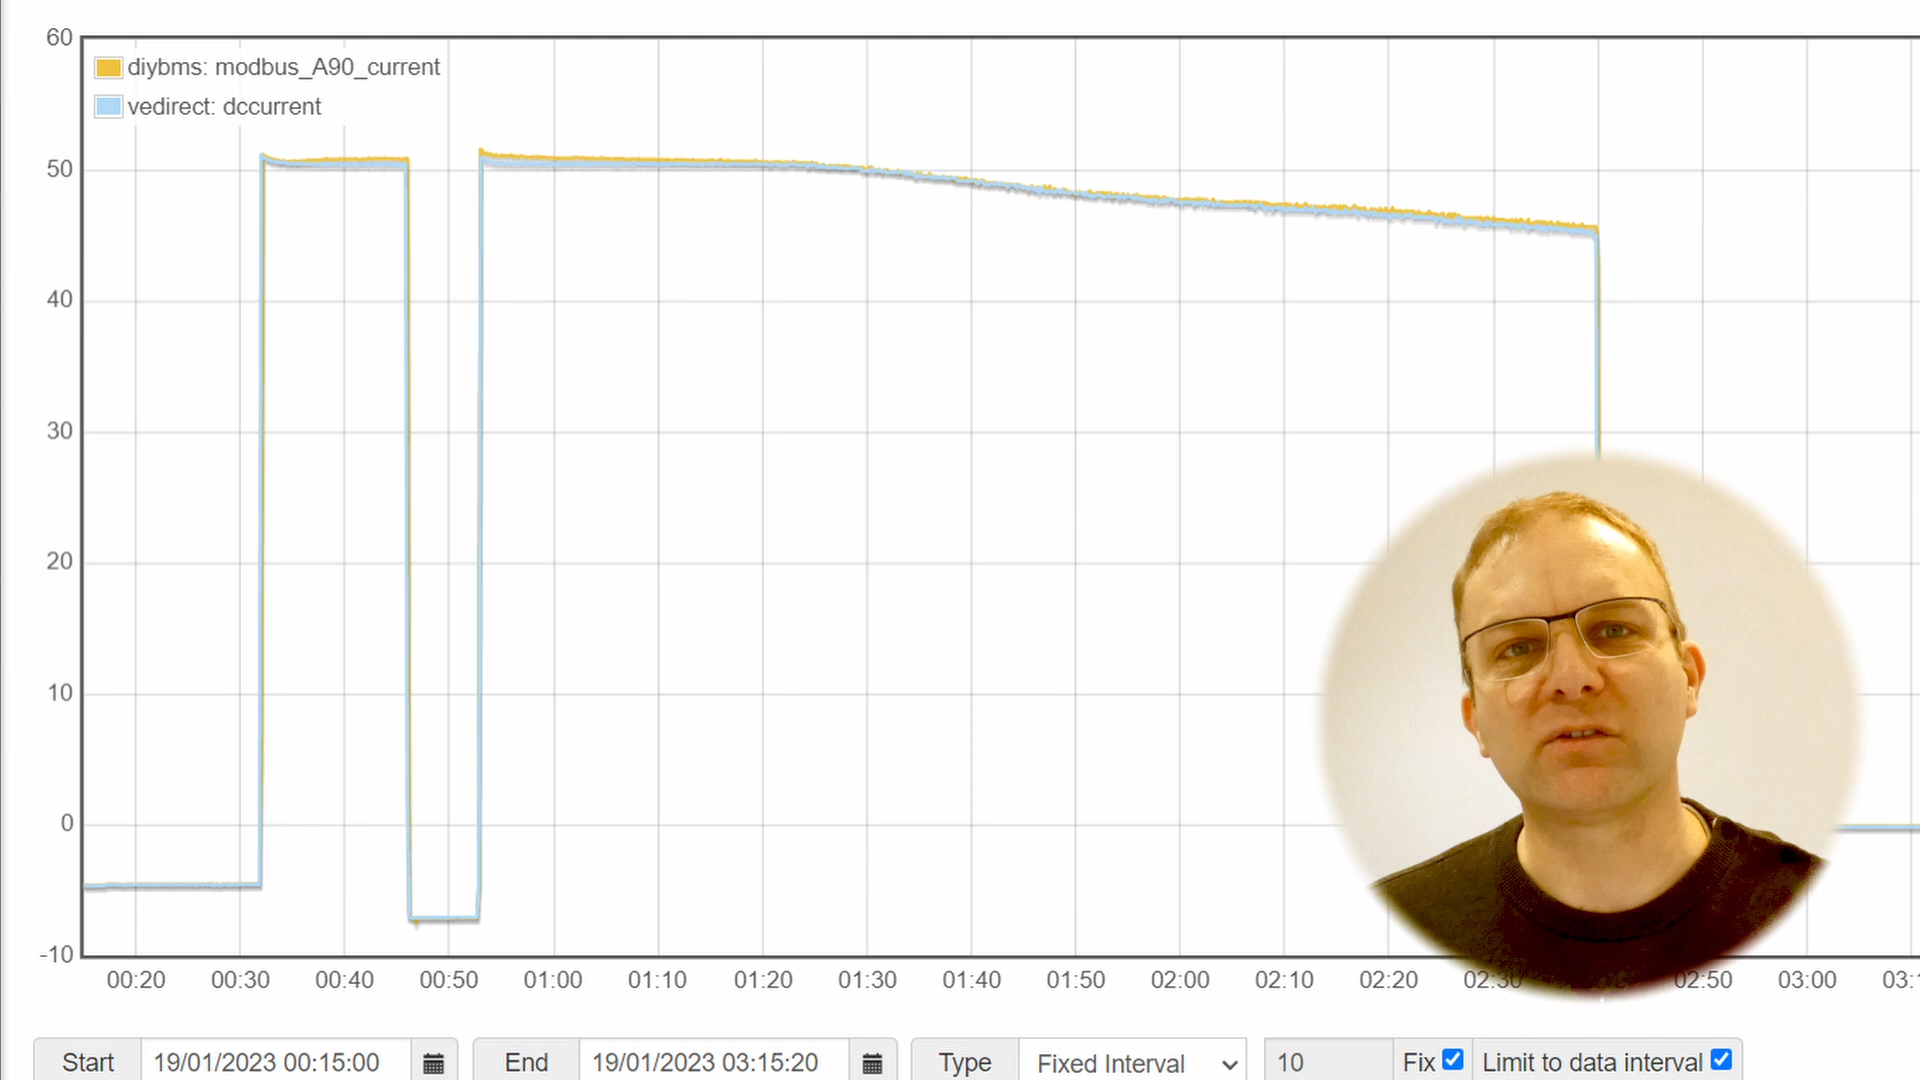 60
diybms: modbus_A90_current
vedirect: dccurrent
50
40
30
20
10
0
-10
00:20 00:30 00:40 00:50 01:00 01:10 01:20 01:30 01:40 01:50 02:00 02:10 02:20 02:30 02:50 03:00
Start 19/01/2023 00:15:00 End 19/01/2023 03:15:20 Type Fixed Interval 10 Fix Limit to data interval